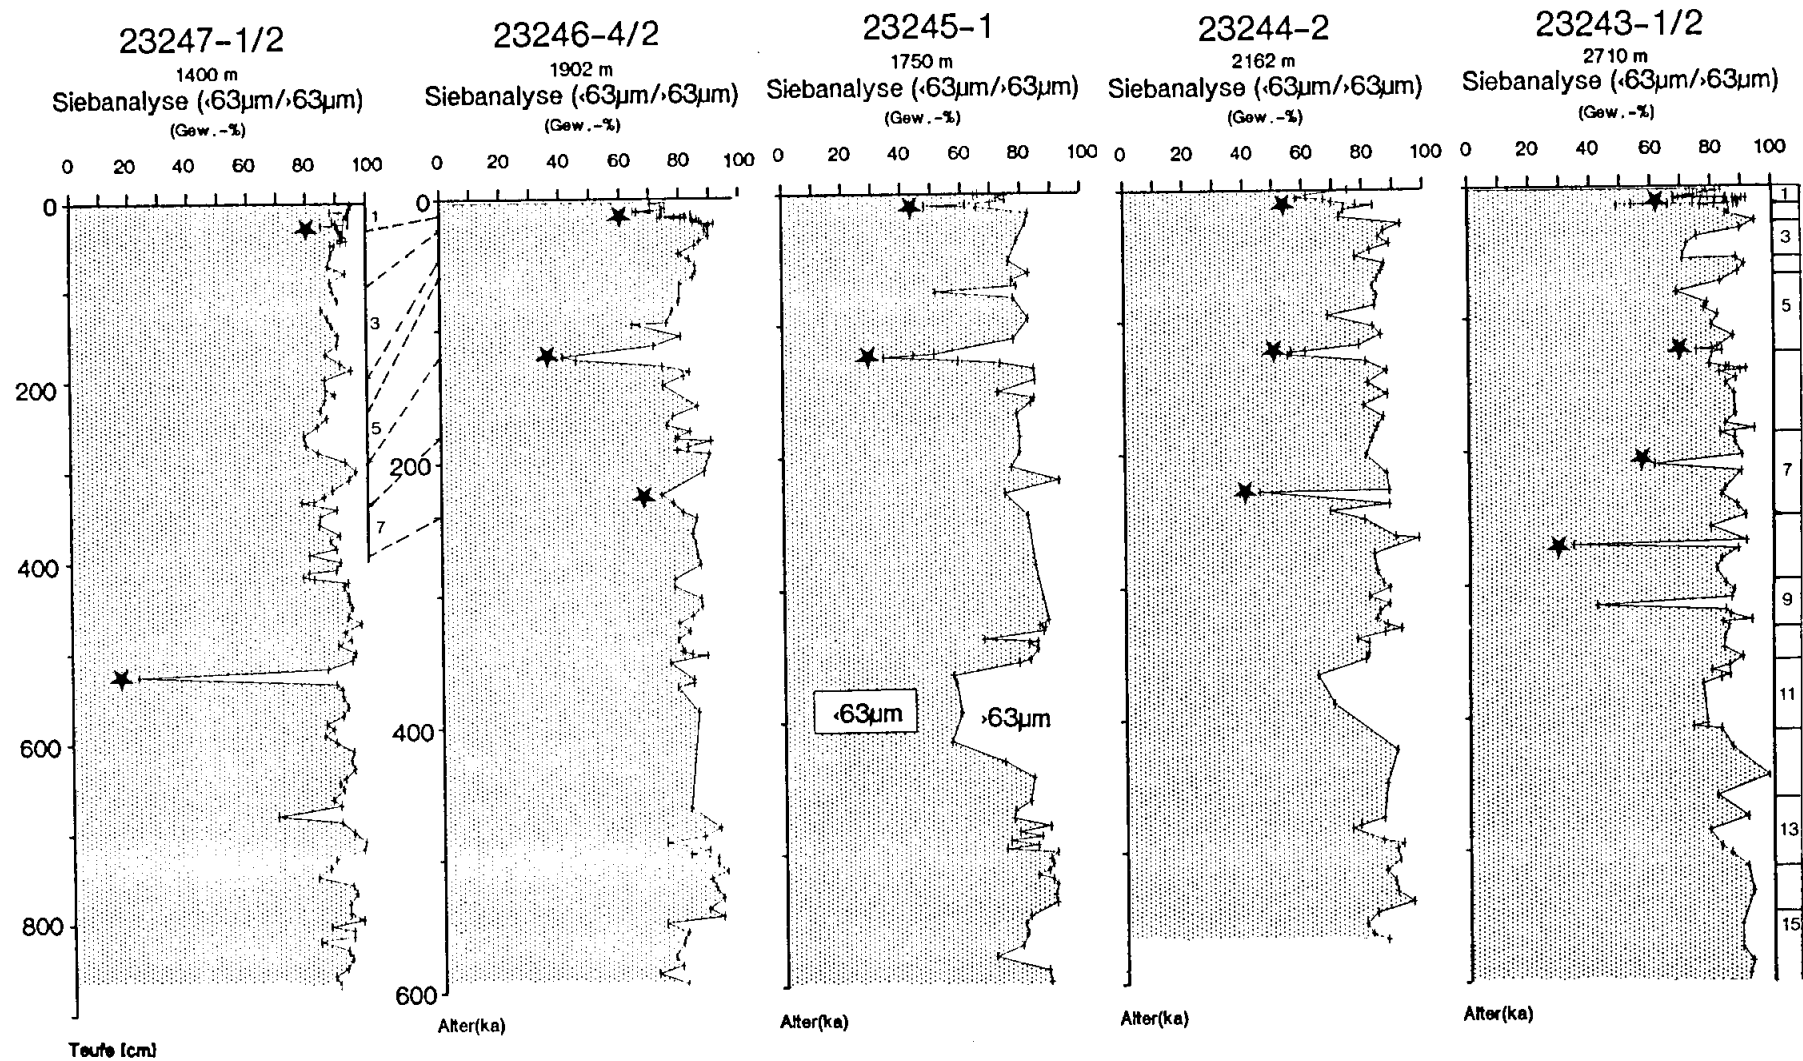 23247-1/2
1400 m
Siebanalyse (‹63µm/›63µm)
(Gew.-%)
0 20 40 60 80 100
0
200
400
600
800
Teufe [cm]
1
3
5
7
23246-4/2
1902 m
Siebanalyse (‹63µm/›63µm)
(Gew.-%)
0 20 40 60 80 100
0
200
400
600
Alter(ka)
23245-1
1750 m
Siebanalyse (‹63µm/›63µm)
(Gew.-%)
0 20 40 60 80 100
‹63µm
›63µm
Alter(ka)
23244-2
2162 m
Siebanalyse (‹63µm/›63µm)
(Gew.-%)
0 20 40 60 80 100
Alter(ka)
23243-1/2
2710 m
Siebanalyse (‹63µm/›63µm)
(Gew.-%)
0 20 40 60 80 100
1
3
5
7
9
11
13
15
Alter(ka)